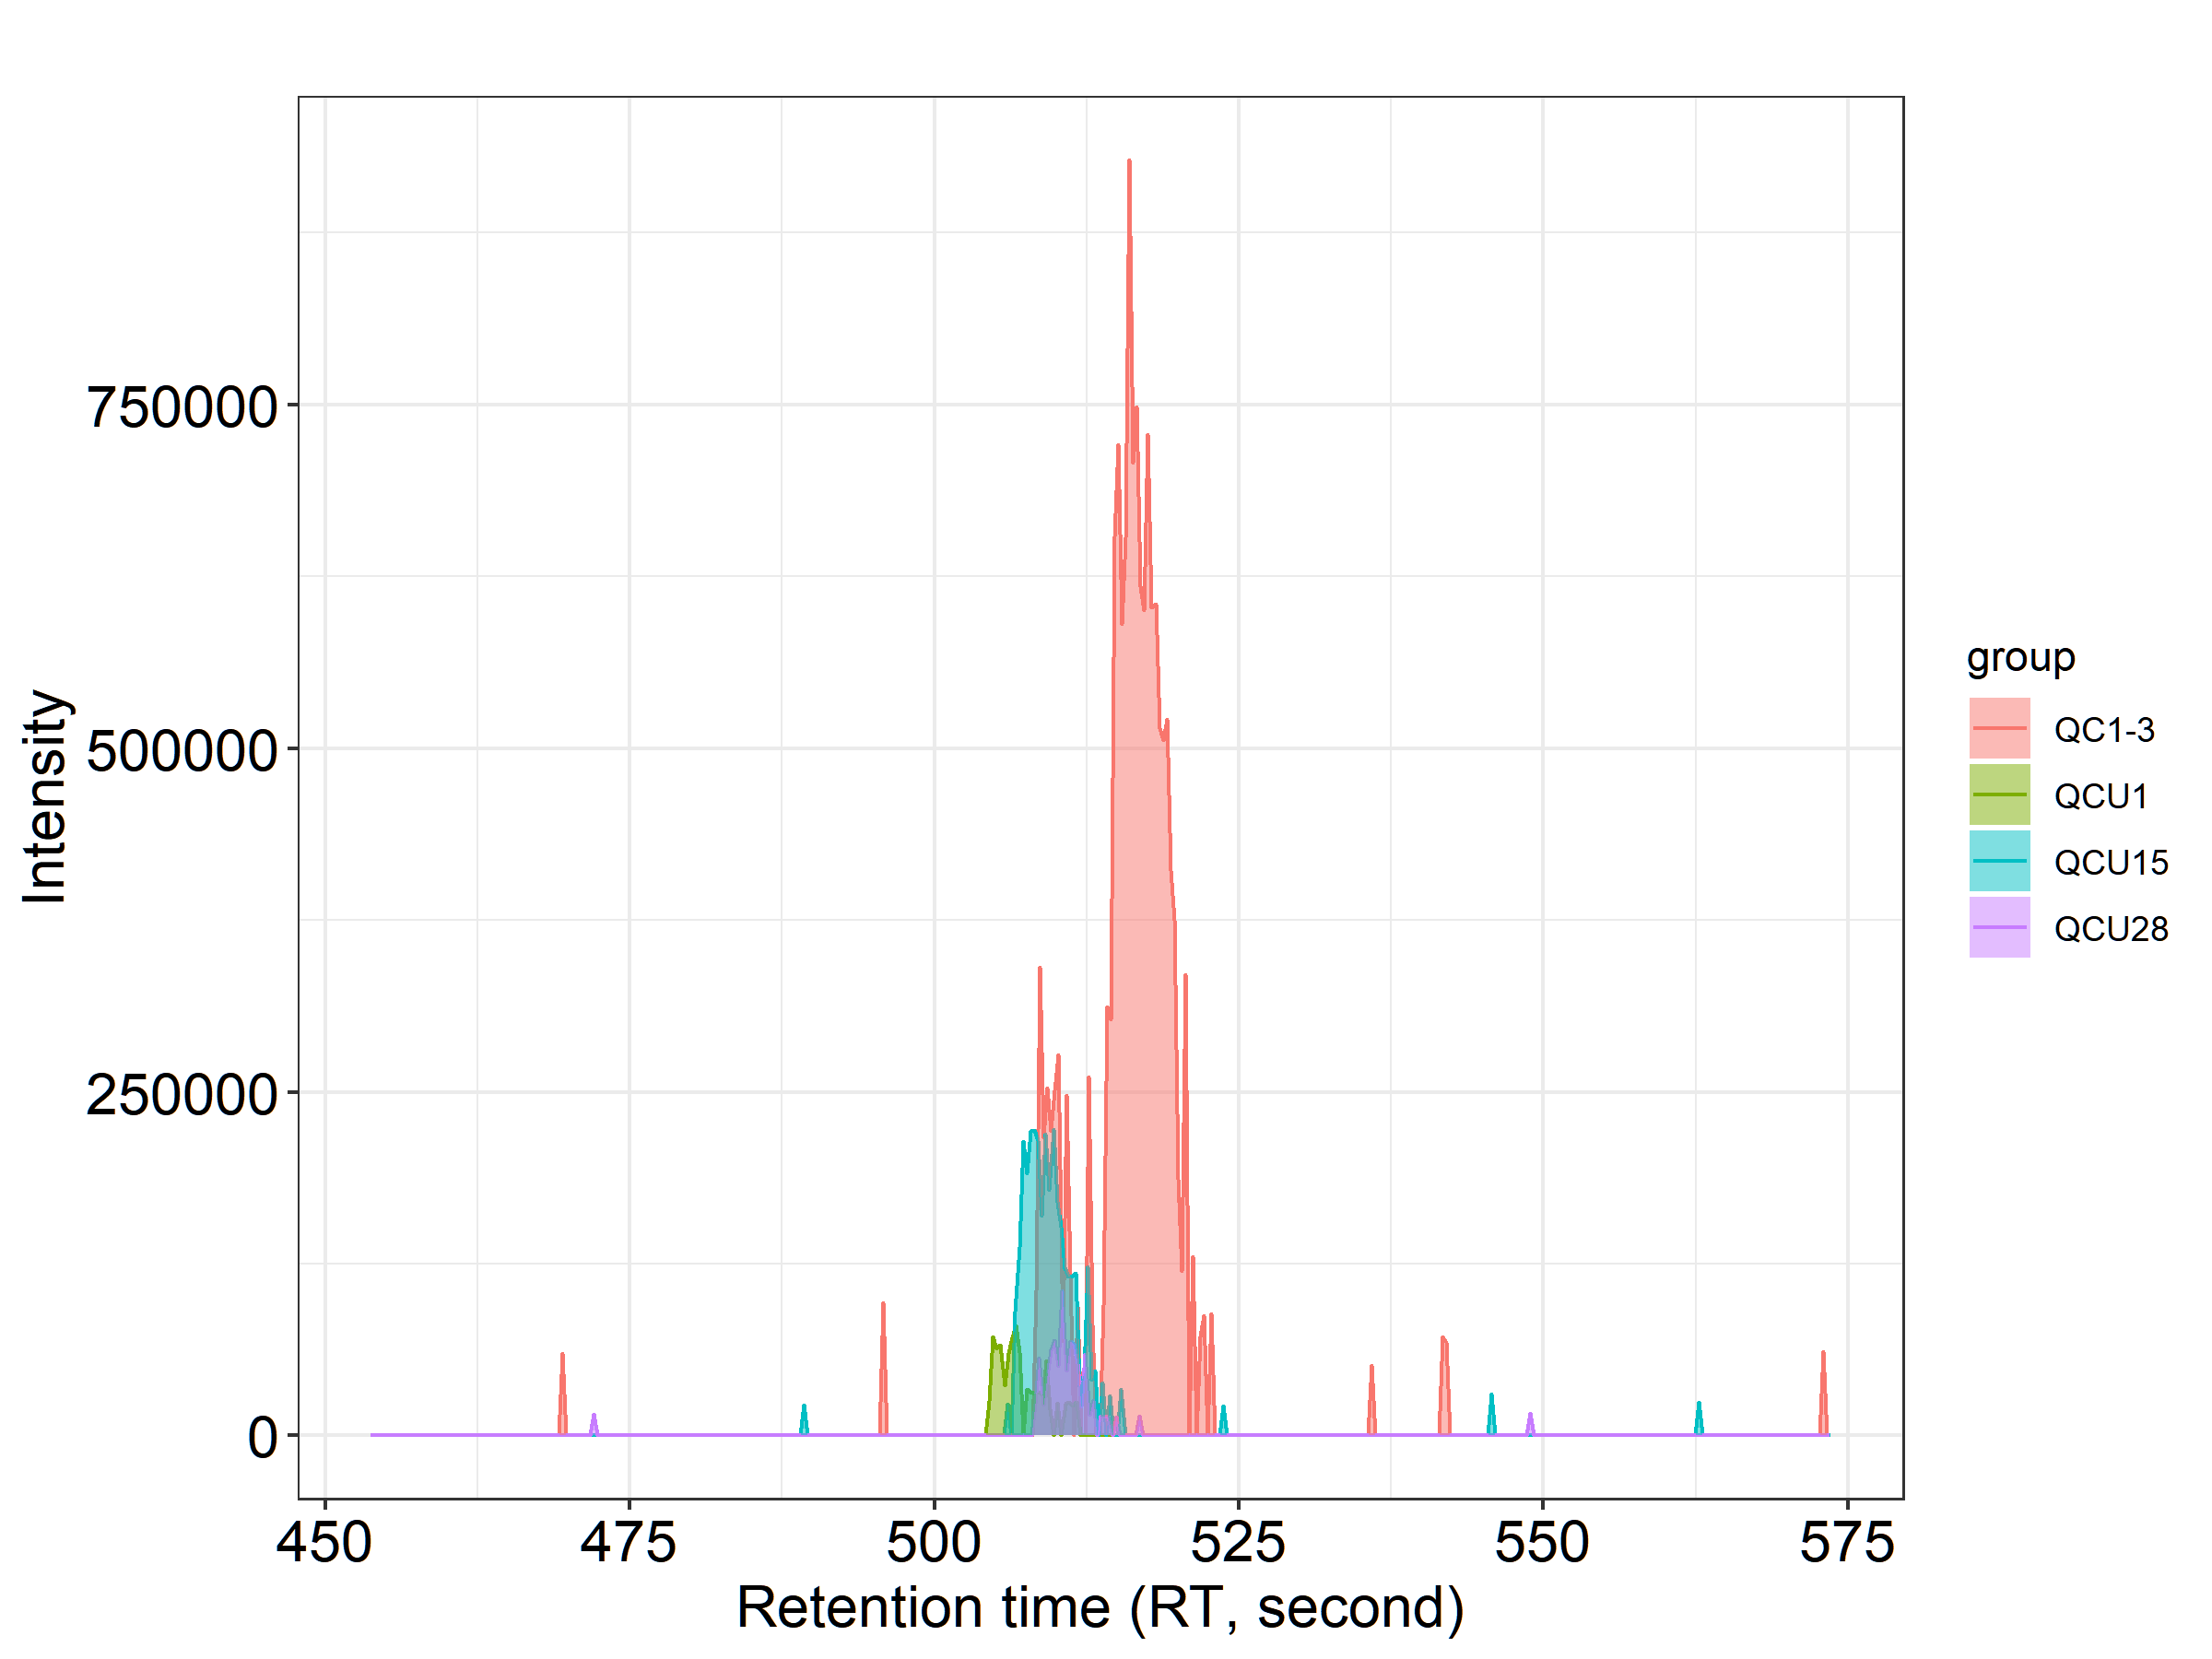 750000
500000
250000
0
Intensity
450 475 500 525 550 575
Retention time (RT, second)
group
QC1-3
QCU1
QCU15
QCU28